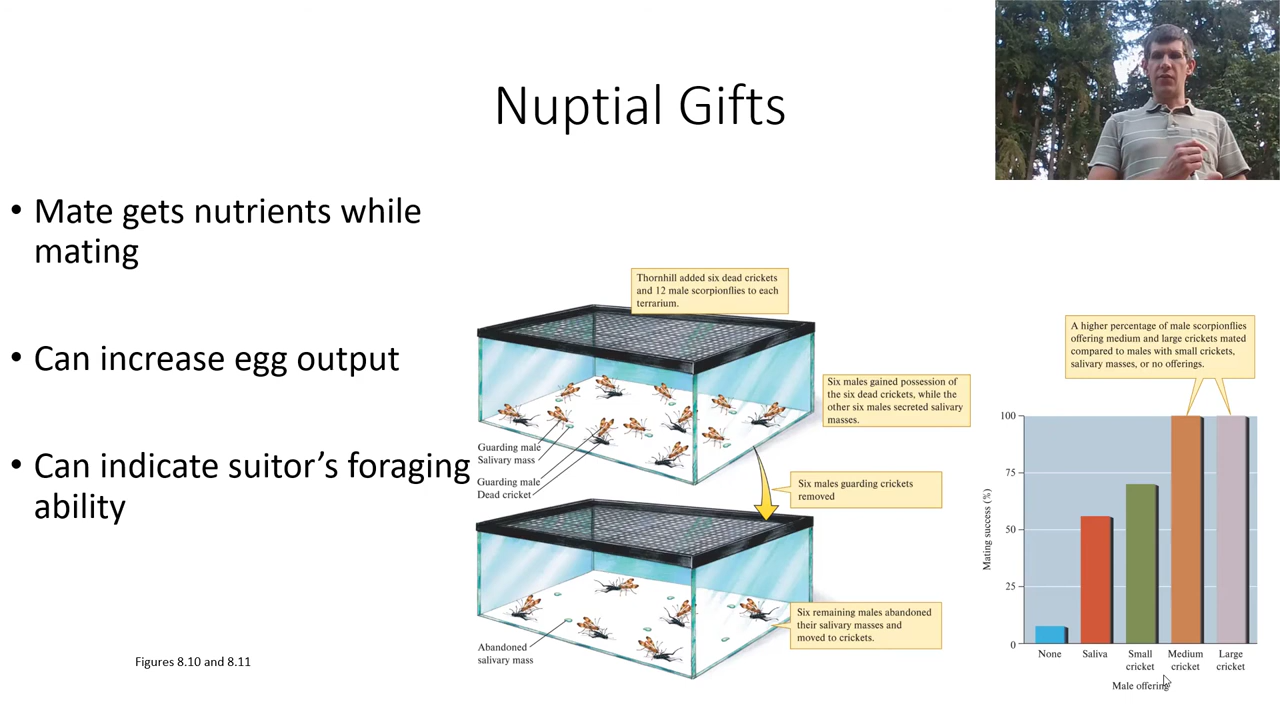 Nuptial Gifts
• Mate gets nutrients while
mating
• Can increase egg output
• Can indicate suitor's foraging
ability
Figures 8.10 and 8.11
Thornhill added six dead crickets
and 12 male scorpionflies to each
terrarium.
Six males gained possession of
the six dead crickets, while the
other six males secreted salivary
masses.
Guarding male
Salivary mass
Guarding male
Dead cricket
Six males guarding crickets
removed
Six remaining males abandoned
their salivary masses and
moved to crickets.
Abandoned
salivary mass
A higher percentage of male scorpionflies
offering medium and large crickets mated
compared to males with small crickets,
salivary masses, or no offerings.
Mating success (%)
100
75
50
25
0
None
Saliva
Small
cricket
Medium
cricket
Large
cricket
Male offering